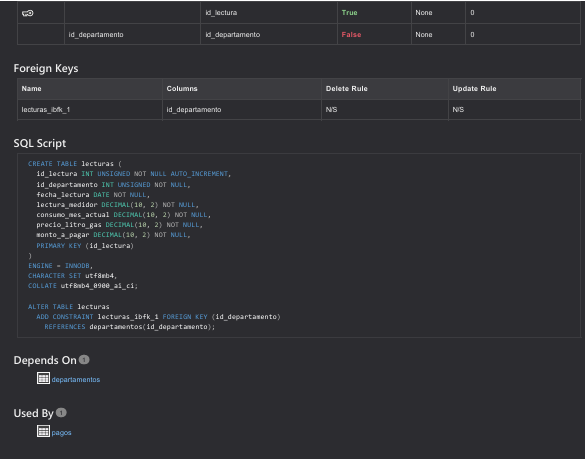 id_lectura True None 0
id_departamento id_departamento False None 0
Foreign Keys
Name Columns Delete Rule Update Rule
lecturas_ibfk_1 id_departamento N/S N/S
SQL Script
CREATE TABLE lecturas (
id_lectura INT UNSIGNED NOT NULL AUTO_INCREMENT,
id_departamento INT UNSIGNED NOT NULL,
fecha_lectura DATE NOT NULL,
lectura_medidor DECIMAL(10, 2) NOT NULL,
consumo_mes_actual DECIMAL(10, 2) NOT NULL,
precio_litro_gas DECIMAL(10, 2) NOT NULL,
monto_a_pagar DECIMAL(10, 2) NOT NULL,
PRIMARY KEY (id_lectura)
)
ENGINE = INNODB,
CHARACTER SET utf8mb4,
COLLATE utf8mb4_0900_ai_ci;
ALTER TABLE lecturas
ADD CONSTRAINT lecturas_ibfk_1 FOREIGN KEY (id_departamento)
REFERENCES departamentos(id_departamento);
Depends On 1
departamentos
Used By 1
pagos